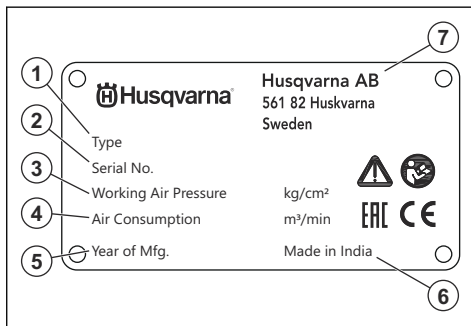 7
1
2
3
4
5
6
Husqvarna
Husqvarna AB
561 82 Huskvarna
Sweden
Type
Serial No.
Working Air Pressure kg/cm²
Air Consumption m³/min
EAC CE
Year of Mfg. Made in India